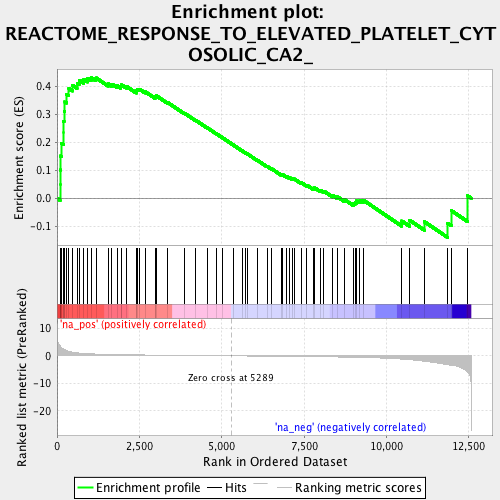 Enrichment plot:
REACTOME_RESPONSE_TO_ELEVATED_PLATELET_CYT
OSOLIC_CA2_
Enrichment score (ES)
0.4
0.3
0.2
0.1
0.0
-0.1
'na_pos' (positively correlated)
Ranked list metric (PreRanked)
10
5
0
-5
-10
-20
Zero cross at 5289
'na_neg' (negatively correlated)
0
2,500
5,000
7,500
10,000
12,500
Rank in Ordered Dataset
Enrichment profile
Hits
Ranking metric scores